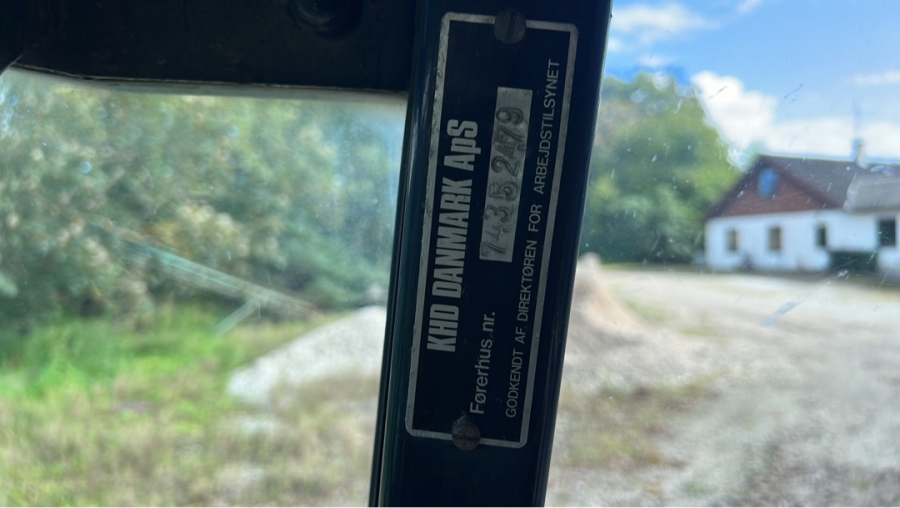 KHD DANMARK ApS
Førerhus nr. 7435 2479
GODKENDT AF DIREKTØREN FOR ARBEJDSTILSYNET